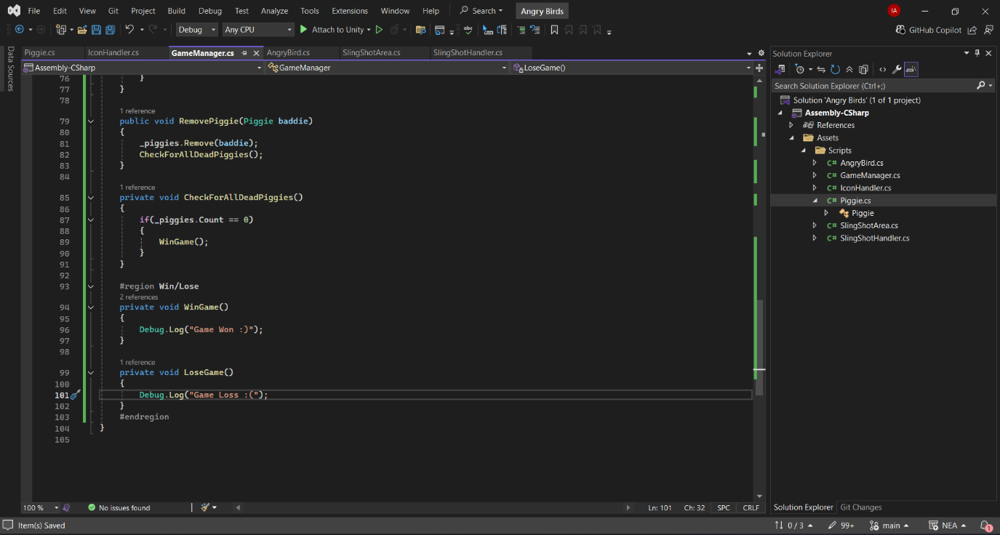 File Edit View Git Project Build Debug Test Analyze Tools Extensions Window Help Search Angry Birds IA
Debug Any CPU Attach to Unity GitHub Copilot
Data Sources
Piggie.cs IconHandler.cs GameManager.cs AngryBird.cs SlingShotArea.cs SlingShotHandler.cs
Assembly-CSharp GameManager LoseGame()
76 }
77 }
78
1 reference
79 public void RemovePiggie(Piggie baddie)
80 {
81 _piggies.Remove(baddie);
82 CheckForAllDeadPiggies();
83 }
84
1 reference
85 private void CheckForAllDeadPiggies()
86 {
87 if(_piggies.Count == 0)
88 {
89 WinGame();
90 }
91 }
92
93 #region Win/Lose
2 references
94 private void WinGame()
95 {
96 Debug.Log("Game Won :)");
97 }
98
1 reference
99 private void LoseGame()
100 {
101 Debug.Log("Game Loss :(");
102 }
103 #endregion
104 }
105
100 % No issues found Ln: 101 Ch: 32 SPC CRLF
Solution Explorer
Search Solution Explorer (Ctrl+;)
Solution 'Angry Birds' (1 of 1 project)
Assembly-CSharp
References
Assets
Scripts
C# AngryBird.cs
C# GameManager.cs
C# IconHandler.cs
C# Piggie.cs
Piggie
C# SlingShotArea.cs
C# SlingShotHandler.cs
Solution Explorer Git Changes
Item(s) Saved 0 / 3 99+ main NEA 1